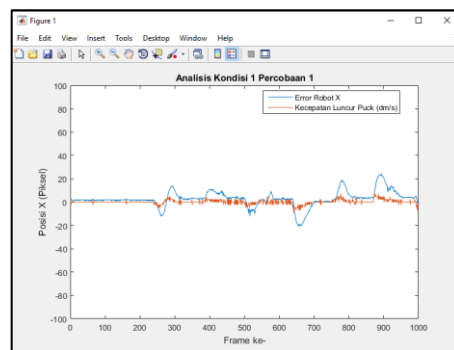 Figure 1
File Edit View Insert Tools Desktop Window Help
Analisis Kondisi 1 Percobaan 1
Error Robot X
Kecepatan Luncur Puck (dm/s)
Posisi X (Piksel)
100
80
60
40
20
0
-20
-40
-60
-80
-100
0 100 200 300 400 500 600 700 800 900 1000
Frame ke-